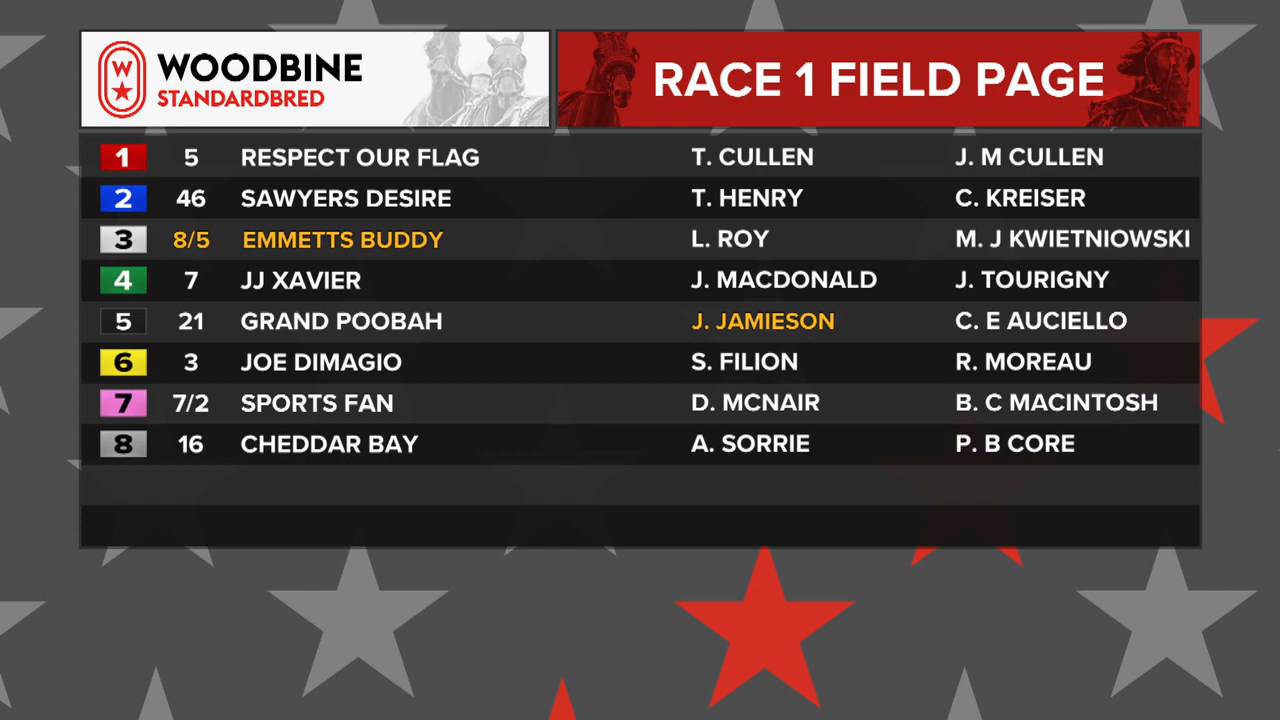 W
WOODBINE
STANDARDBRED
RACE 1 FIELD PAGE
1 5 RESPECT OUR FLAG T. CULLEN J. M CULLEN
2 46 SAWYERS DESIRE T. HENRY C. KREISER
3 8/5 EMMETTS BUDDY L. ROY M. J KWIETNIOWSKI
4 7 JJ XAVIER J. MACDONALD J. TOURIGNY
5 21 GRAND POOBAH J. JAMIESON C. E AUCIELLO
6 3 JOE DIMAGIO S. FILION R. MOREAU
7 7/2 SPORTS FAN D. MCNAIR B. C MACINTOSH
8 16 CHEDDAR BAY A. SORRIE P. B CORE